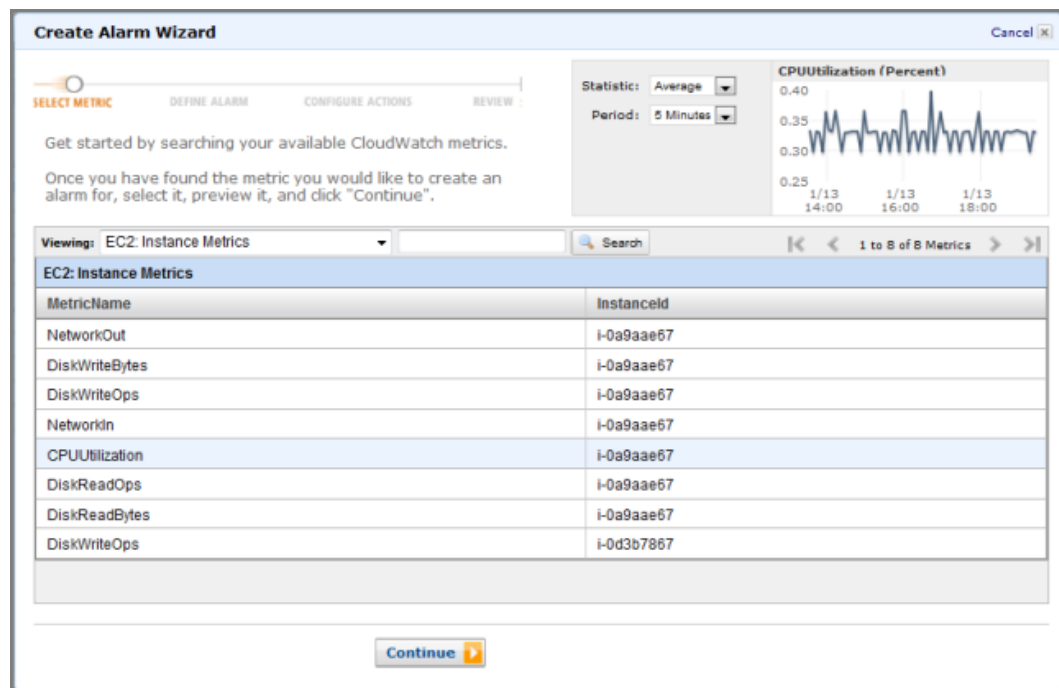 Create Alarm Wizard
Cancel
SELECT METRIC DEFINE ALARM CONFIGURE ACTIONS REVIEW
Get started by searching your available CloudWatch metrics.
Once you have found the metric you would like to create an
alarm for, select it, preview it, and click "Continue".
Statistic: Average
Period: 5 Minutes
CPUUtilization (Percent)
0.40
0.35
0.30
0.25
1/13 1/13 1/13
14:00 16:00 18:00
Viewing: EC2: Instance Metrics Search 1 to 8 of 8 Metrics
EC2: Instance Metrics
MetricName InstanceId
NetworkOut i-0a9aae67
DiskWriteBytes i-0a9aae67
DiskWriteOps i-0a9aae67
NetworkIn i-0a9aae67
CPUUtilization i-0a9aae67
DiskReadOps i-0a9aae67
DiskReadBytes i-0a9aae67
DiskWriteOps i-0d3b7867
Continue